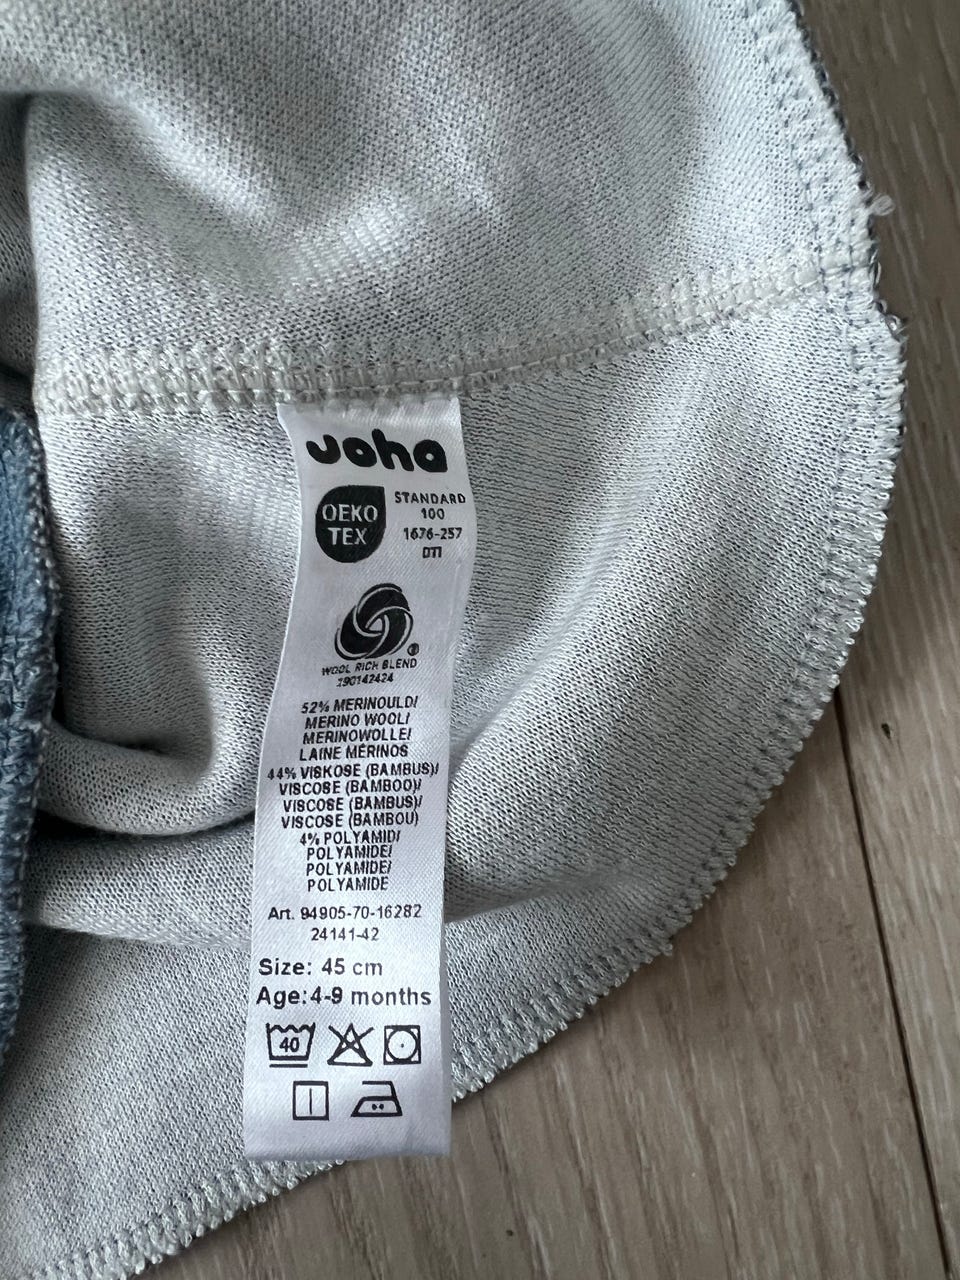 Joha
OEKO
TEX
STANDARD
100
1676-257
DTI
WOOL RICH BLEND
190142424
52% MERINOULD/
MERINO WOOL/
MERINOWOLLE/
LAINE MÉRINOS
44% VISKOSE (BAMBUS)/
VISCOSE (BAMBOO)/
VISCOSE (BAMBUS)/
VISCOSE (BAMBOU)
4% POLYAMID/
POLYAMIDE/
POLYAMIDE/
POLYAMIDE
Art. 94905-70-16282
24141-42
Size: 45 cm
Age: 4-9 months
40